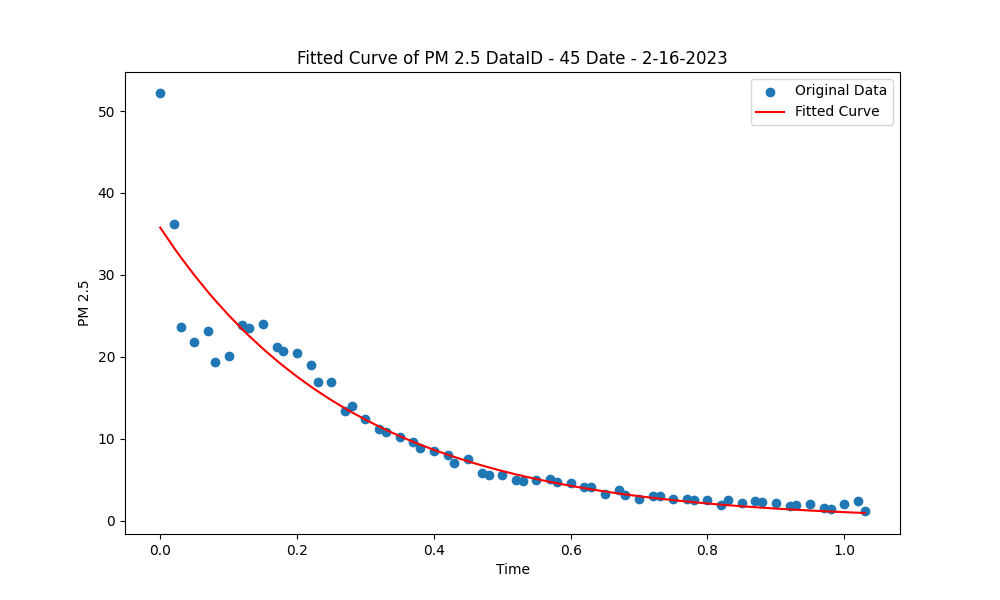 Fitted Curve of PM 2.5 DataID - 45 Date - 2-16-2023
Original Data
Fitted Curve
PM 2.5
50
40
30
20
10
0
0.0 0.2 0.4 0.6 0.8 1.0
Time